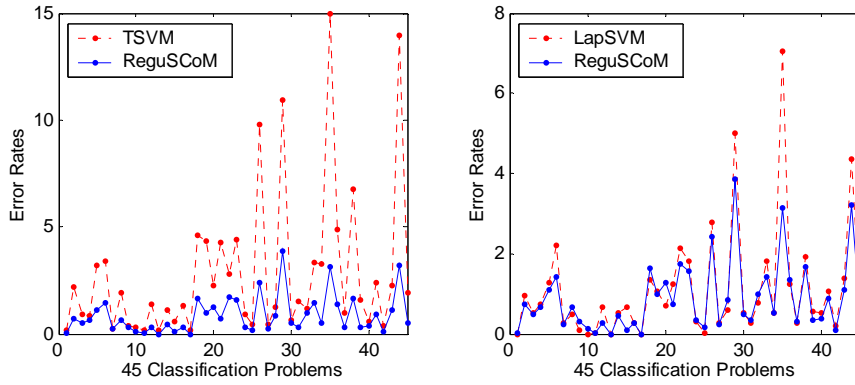 15
10
5
0
Error Rates
TSVM
ReguSCoM
0 10 20 30 40
45 Classification Problems
8
6
4
2
0
Error Rates
LapSVM
ReguSCoM
0 10 20 30 40
45 Classification Problems